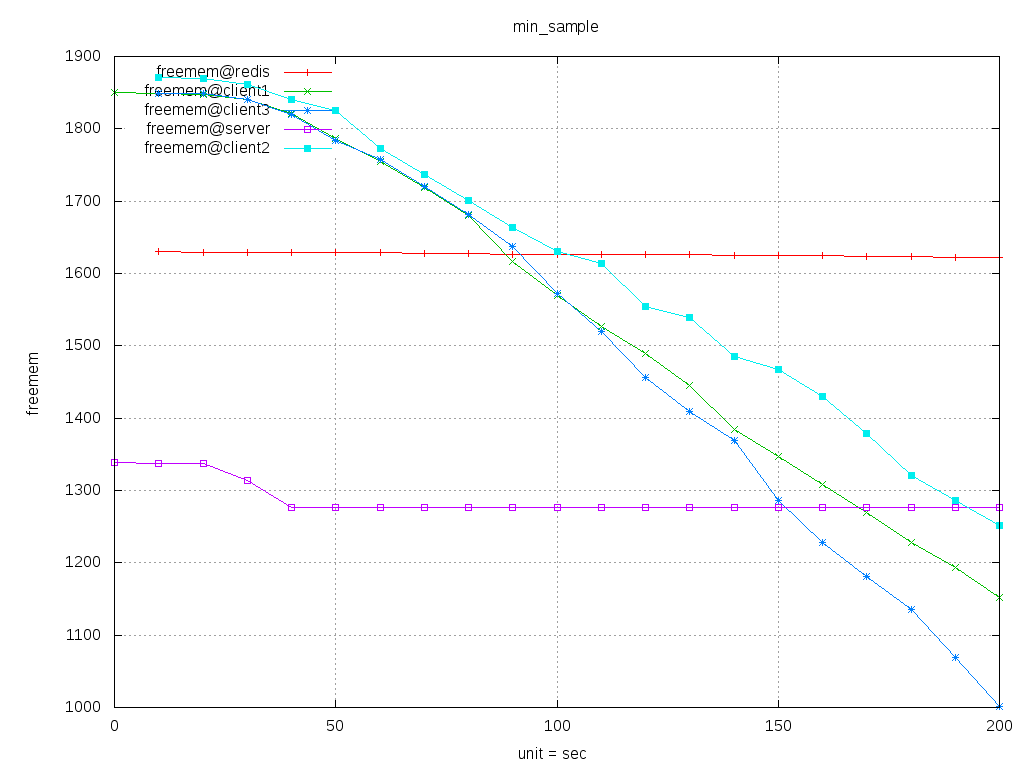 min_sample
1900
1800
1700
1600
1500
1400
1300
1200
1100
1000
freemem
freemem@redis
freemem@client1
freemem@client3
freemem@server
freemem@client2
0 50 100 150 200
unit = sec